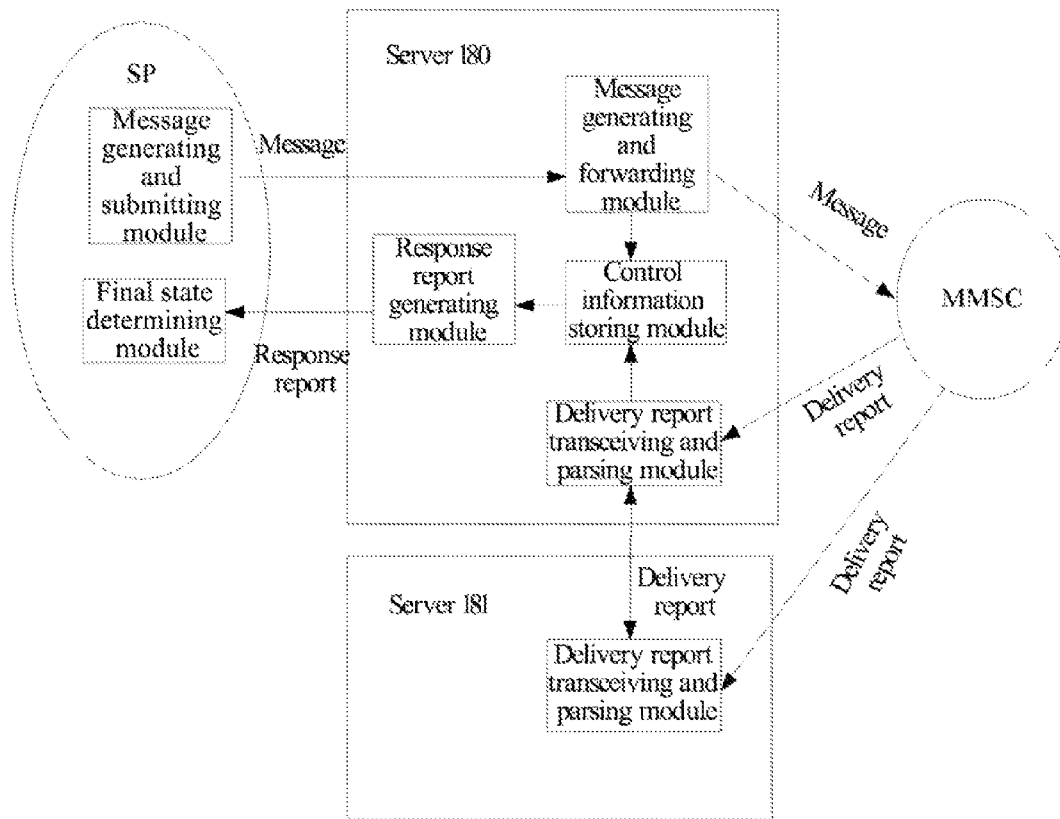 SP
Message
generating
and
submitting
module
Final state
determining
module
Message
Response
report
Server 180
Message
generating
and
forwarding
module
Response
report
generating
module
Control
information
storing module
Delivery report
transceiving and
parsing module
Message
MMSC
Delivery
report
Delivery
report
Delivery
report
Server 181
Delivery report
transceiving and
parsing module